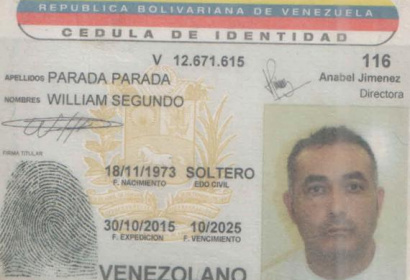 REPUBLICA BOLIVARIANA DE VENEZUELA
CEDULA DE IDENTIDAD
V 12.671.615 116
APELLIDOS PARADA PARADA Anabel Jimenez
NOMBRES WILLIAM SEGUNDO Directora
FIRMA TITULAR
18/11/1973 SOLTERO
F. NACIMIENTO EDO CIVIL
30/10/2015 10/2025
F. EXPEDICION F. VENCIMIENTO
VENEZOLANO